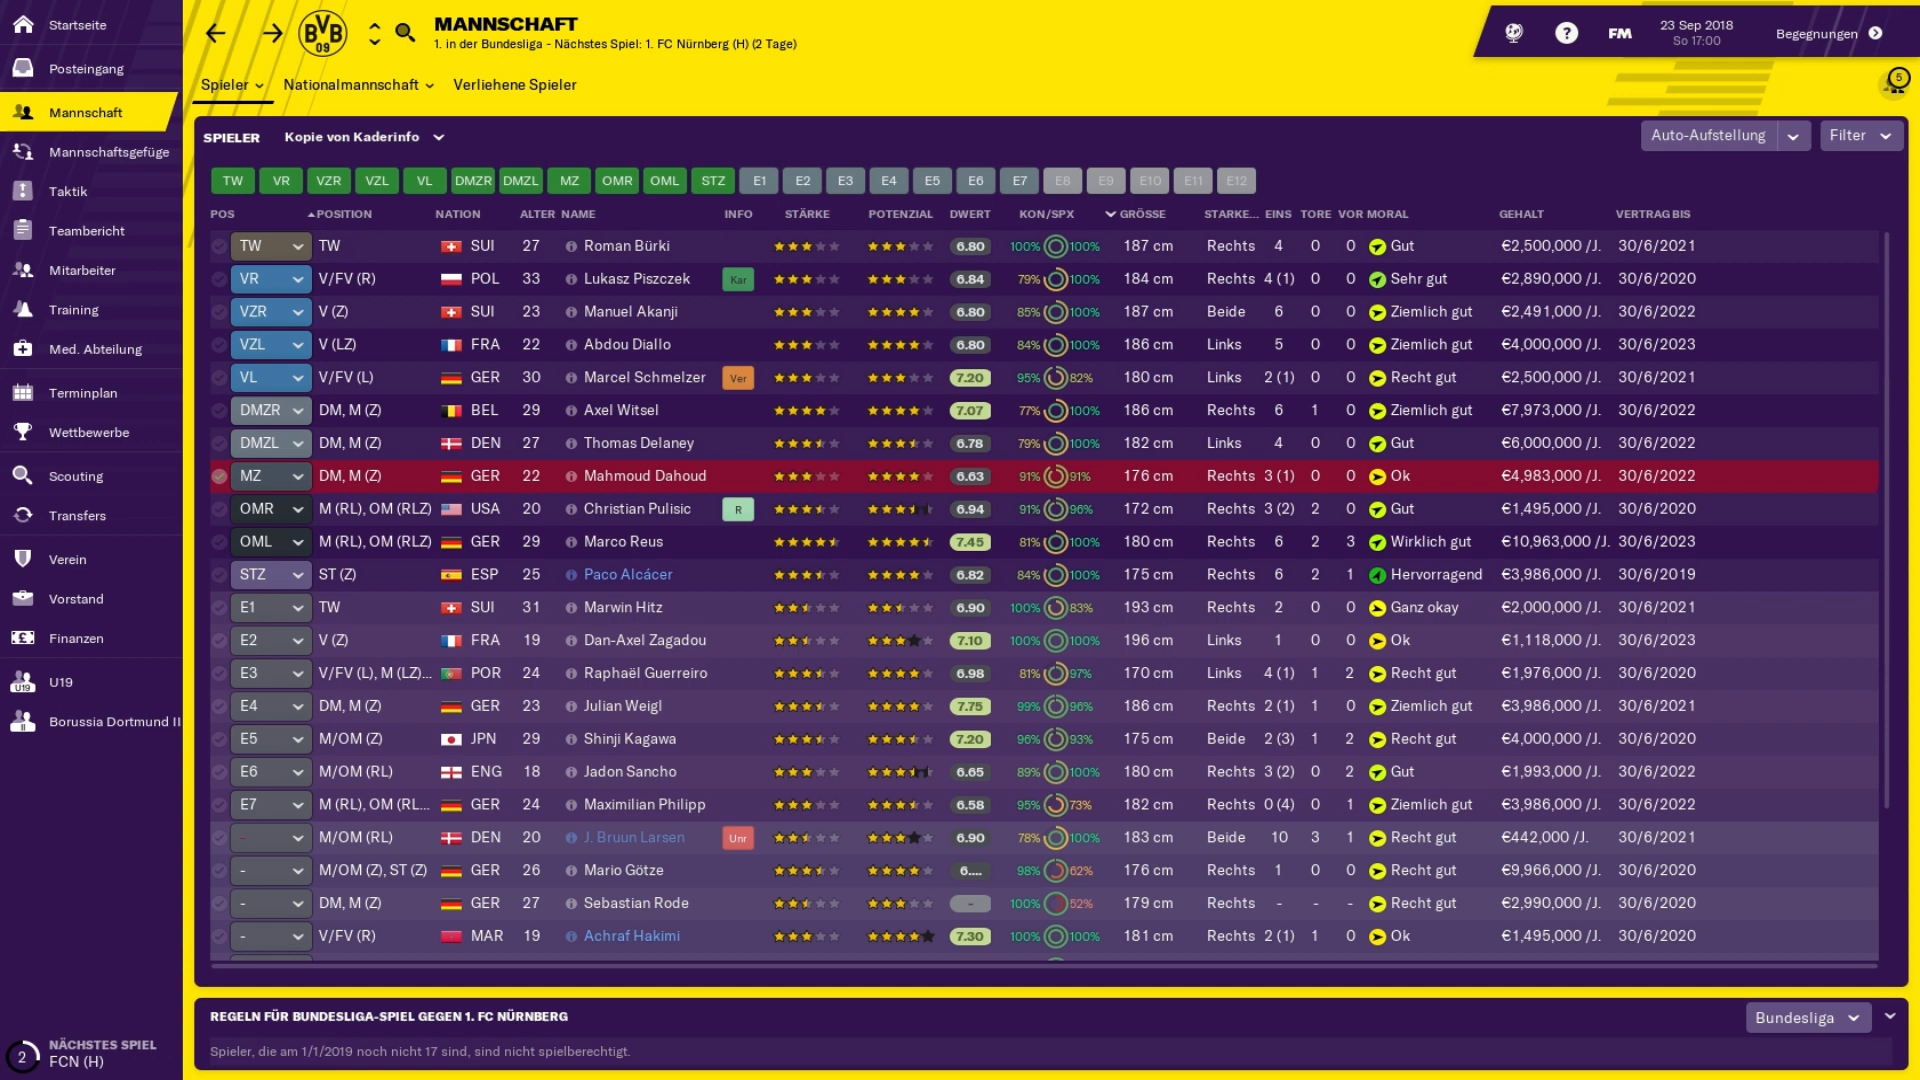 Startseite
Posteingang
Mannschaft
Mannschaftsgefüge
Taktik
Teambericht
Mitarbeiter
Training
Med. Abteilung
Terminplan
Wettbewerbe
Scouting
Transfers
Verein
Vorstand
Finanzen
U19
U19
II
Borussia Dortmund II
2
NÄCHSTES SPIEL
FCN (H)
BVB
09
MANNSCHAFT
1. in der Bundesliga - Nächstes Spiel: 1. FC Nürnberg (H) (2 Tage)
? FM
23 Sep 2018
So 17:00
Begegnungen
Spieler Nationalmannschaft Verliehene Spieler
5
SPIELER Kopie von Kaderinfo Auto-Aufstellung Filter
TW VR VZR VZL VL DMZR DMZL MZ OMR OML STZ E1 E2 E3 E4 E5 E6 E7 E8 E9 E10 E11 E12
POS POSITION NATION ALTER NAME INFO STÄRKE POTENZIAL DWERT KON/SPX GRÖSSE STARKE... EINS TORE VOR MORAL GEHALT VERTRAG BIS
TW TW SUI 27 Roman Bürki 6.80 100% 100% 187 cm Rechts 4 0 0 Gut €2,500,000 /J. 30/6/2021
VR V/FV (R) POL 33 Lukasz Piszczek Kar 6.84 79% 100% 184 cm Rechts 4 (1) 0 0 Sehr gut €2,890,000 /J. 30/6/2020
VZR V (Z) SUI 23 Manuel Akanji 6.80 85% 100% 187 cm Beide 6 0 0 Ziemlich gut €2,491,000 /J. 30/6/2022
VZL V (LZ) FRA 22 Abdou Diallo 6.80 84% 100% 186 cm Links 5 0 0 Ziemlich gut €4,000,000 /J. 30/6/2023
VL V/FV (L) GER 30 Marcel Schmelzer Ver 7.20 95% 82% 180 cm Links 2 (1) 0 0 Recht gut €2,500,000 /J. 30/6/2021
DMZR DM, M (Z) BEL 29 Axel Witsel 7.07 77% 100% 186 cm Rechts 6 1 0 Ziemlich gut €7,973,000 /J. 30/6/2022
DMZL DM, M (Z) DEN 27 Thomas Delaney 6.78 79% 100% 182 cm Links 4 0 0 Gut €6,000,000 /J. 30/6/2022
MZ DM, M (Z) GER 22 Mahmoud Dahoud 6.63 91% 91% 176 cm Rechts 3 (1) 0 0 Ok €4,983,000 /J. 30/6/2022
OMR M (RL), OM (RLZ) USA 20 Christian Pulisic R 6.94 91% 96% 172 cm Rechts 3 (2) 2 0 Gut €1,495,000 /J. 30/6/2020
OML M (RL), OM (RLZ) GER 29 Marco Reus 7.45 81% 100% 180 cm Rechts 6 2 3 Wirklich gut €10,963,000 /J. 30/6/2023
STZ ST (Z) ESP 25 Paco Alcácer 6.82 84% 100% 175 cm Rechts 6 2 1 Hervorragend €3,986,000 /J. 30/6/2019
E1 TW SUI 31 Marwin Hitz 6.90 100% 83% 193 cm Rechts 2 0 0 Ganz okay €2,000,000 /J. 30/6/2021
E2 V (Z) FRA 19 Dan-Axel Zagadou 7.10 100% 100% 196 cm Links 1 0 0 Ok €1,118,000 /J. 30/6/2023
E3 V/FV (L), M (LZ)... POR 24 Raphaël Guerreiro 6.98 81% 97% 170 cm Links 4 (1) 1 2 Recht gut €1,976,000 /J. 30/6/2020
E4 DM, M (Z) GER 23 Julian Weigl 7.75 99% 96% 186 cm Rechts 2 (1) 1 0 Ziemlich gut €3,986,000 /J. 30/6/2021
E5 M/OM (Z) JPN 29 Shinji Kagawa 7.20 96% 93% 175 cm Beide 2 (3) 1 2 Recht gut €4,000,000 /J. 30/6/2020
E6 M/OM (RL) ENG 18 Jadon Sancho 6.65 89% 100% 180 cm Rechts 3 (2) 0 2 Gut €1,993,000 /J. 30/6/2022
E7 M (RL), OM (RL... GER 24 Maximilian Philipp 6.58 95% 73% 182 cm Rechts 0 (4) 0 1 Ziemlich gut €3,986,000 /J. 30/6/2022
- M/OM (RL) DEN 20 J. Bruun Larsen Unr 6.90 78% 100% 183 cm Beide 10 3 1 Recht gut €442,000 /J. 30/6/2021
- M/OM (Z), ST (Z) GER 26 Mario Götze 6.... 98% 62% 176 cm Rechts 1 0 0 Recht gut €9,966,000 /J. 30/6/2020
- DM, M (Z) GER 27 Sebastian Rode - 100% 52% 179 cm Rechts - - - Recht gut €2,990,000 /J. 30/6/2020
- V/FV (R) MAR 19 Achraf Hakimi 7.30 100% 100% 181 cm Rechts 2 (1) 1 0 Ok €1,495,000 /J. 30/6/2020
REGELN FÜR BUNDESLIGA-SPIEL GEGEN 1. FC NÜRNBERG Bundesliga
Spieler, die am 1/1/2019 noch nicht 17 sind, sind nicht spielberechtigt.